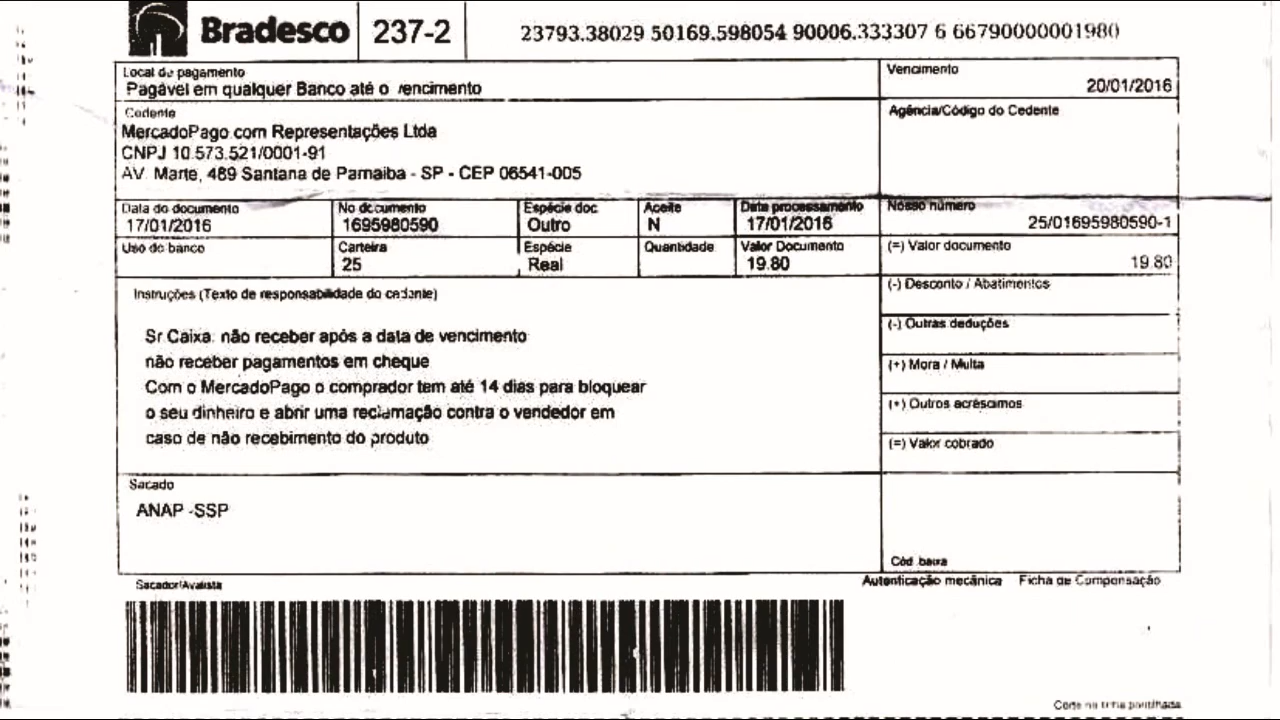 Bradesco 237-2 23793.38029 50169.598054 90006.333307 6 66790000001980
Local de pagamento
Pagável em qualquer Banco até o vencimento
Vencimento
20/01/2016
Cedente
MercadoPago.com Representações Ltda
CNPJ 10.573.521/0001-91
AV. Marte, 489 Santana de Parnaiba - SP - CEP 06541-005
Agência/Código do Cedente
Data do documento No documento Espécie doc Aceite Data processamento Nosso número
17/01/2016 1695980590 Outro N 17/01/2016 25/01695980590-1
Uso do banco Carteira Espécie Quantidade Valor Documento (=) Valor documento
25 Real 19.80 19.80
Instruções (Texto de responsabilidade do cedante)
Sr.Caixa: não receber após a data de vencimento
não receber pagamentos em cheque
Com o MercadoPago o comprador tem até 14 dias para bloquear
o seu dinheiro e abrir uma reclamação contra o vendedor em
caso de não recebimento do produto
(-) Desconto / Abatimentos
(-) Outras deduções
(+) Mora / Multa
(+) Outros acréscimos
(=) Valor cobrado
Sacado
ANAP -SSP
Cód. baixa
Sacador/Avalista
Autenticação mecânica Ficha de Compensação
Corte na linha pontilhada